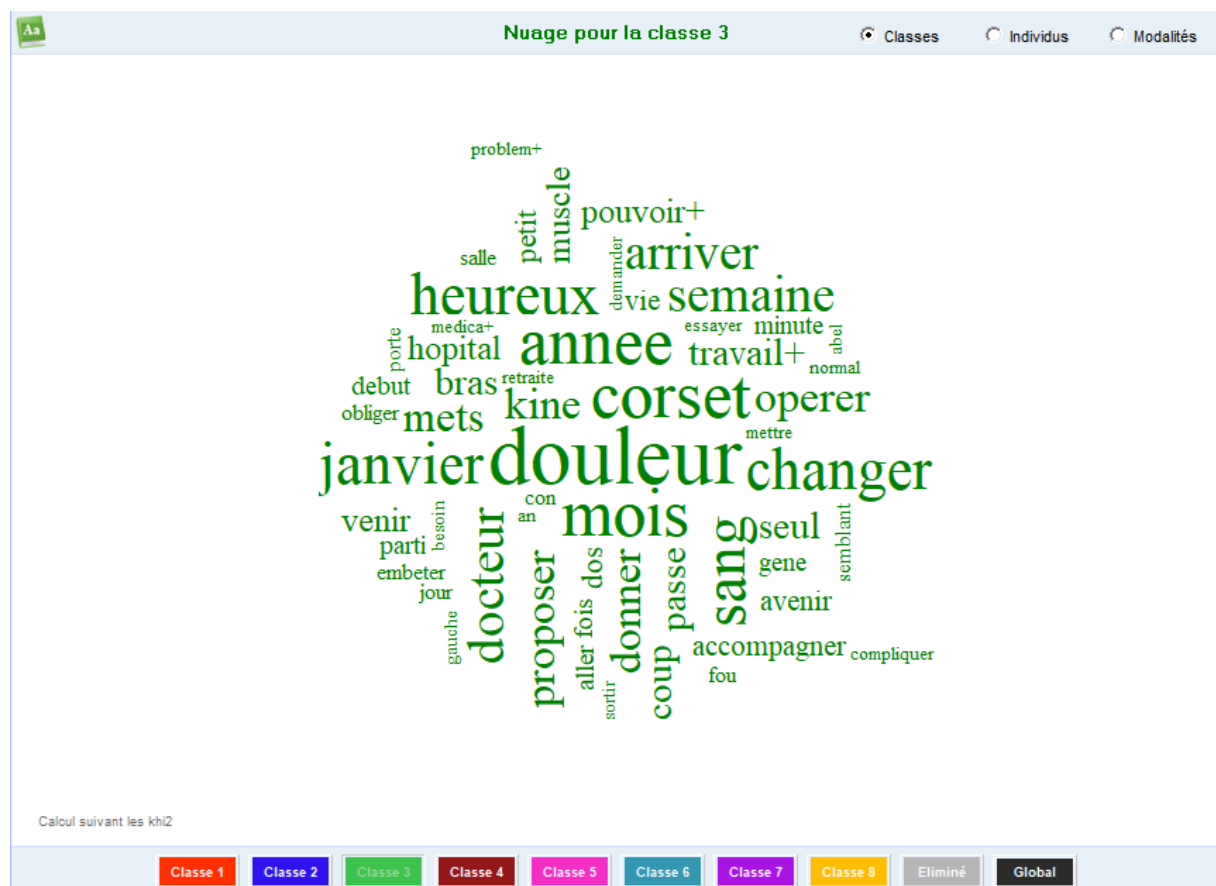 Aa
Nuage pour la classe 3
Classes
Individus
Modalités
problem+
muscle
petit
pouvoir+
salle
demander
arriver
heureux
vie
semaine
medica+
essayer
minute
abel
porte
hopital
annee
travail+
normal
debut
bras
retraite
corset
operer
obliger
mets
kine
mettre
janvier
douleur
changer
con
an
mois
venir
besoin
docteur
sang
seul
semblant
parti
embeter
jour
proposer
dos
donner
passe
gene
avenir
gauche
aller
fois
coup
accompagner
compliquer
fou
sortir
Calcul suivant les khi2
Classe 1
Classe 2
Classe 3
Classe 4
Classe 5
Classe 6
Classe 7
Classe 8
Eliminé
Global